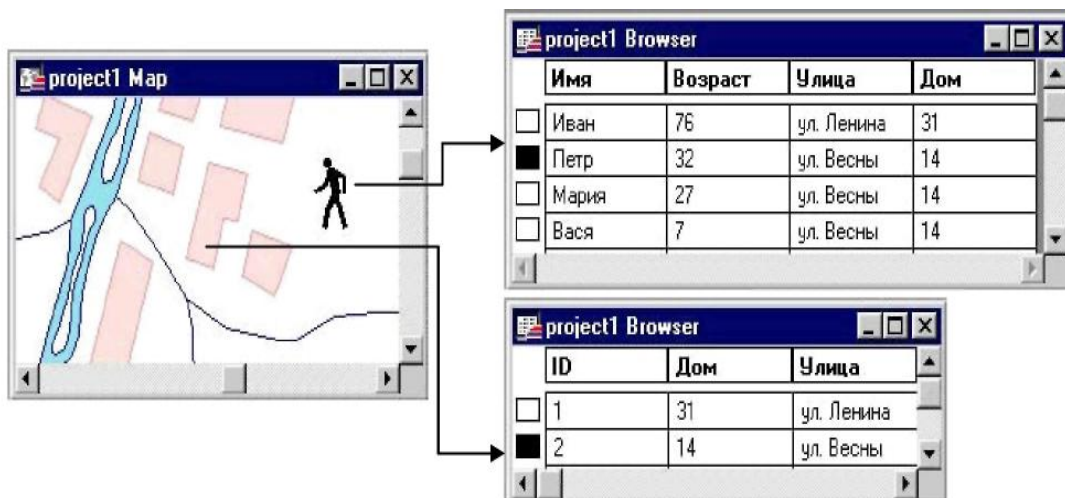 project1 Map
project1 Browser
Имя Возраст Улица Дом
Иван 76 ул. Ленина 31
Петр 32 ул. Весны 14
Мария 27 ул. Весны 14
Вася 7 ул. Весны 14
project1 Browser
ID Дом Улица
1 31 ул. Ленина
2 14 ул. Весны